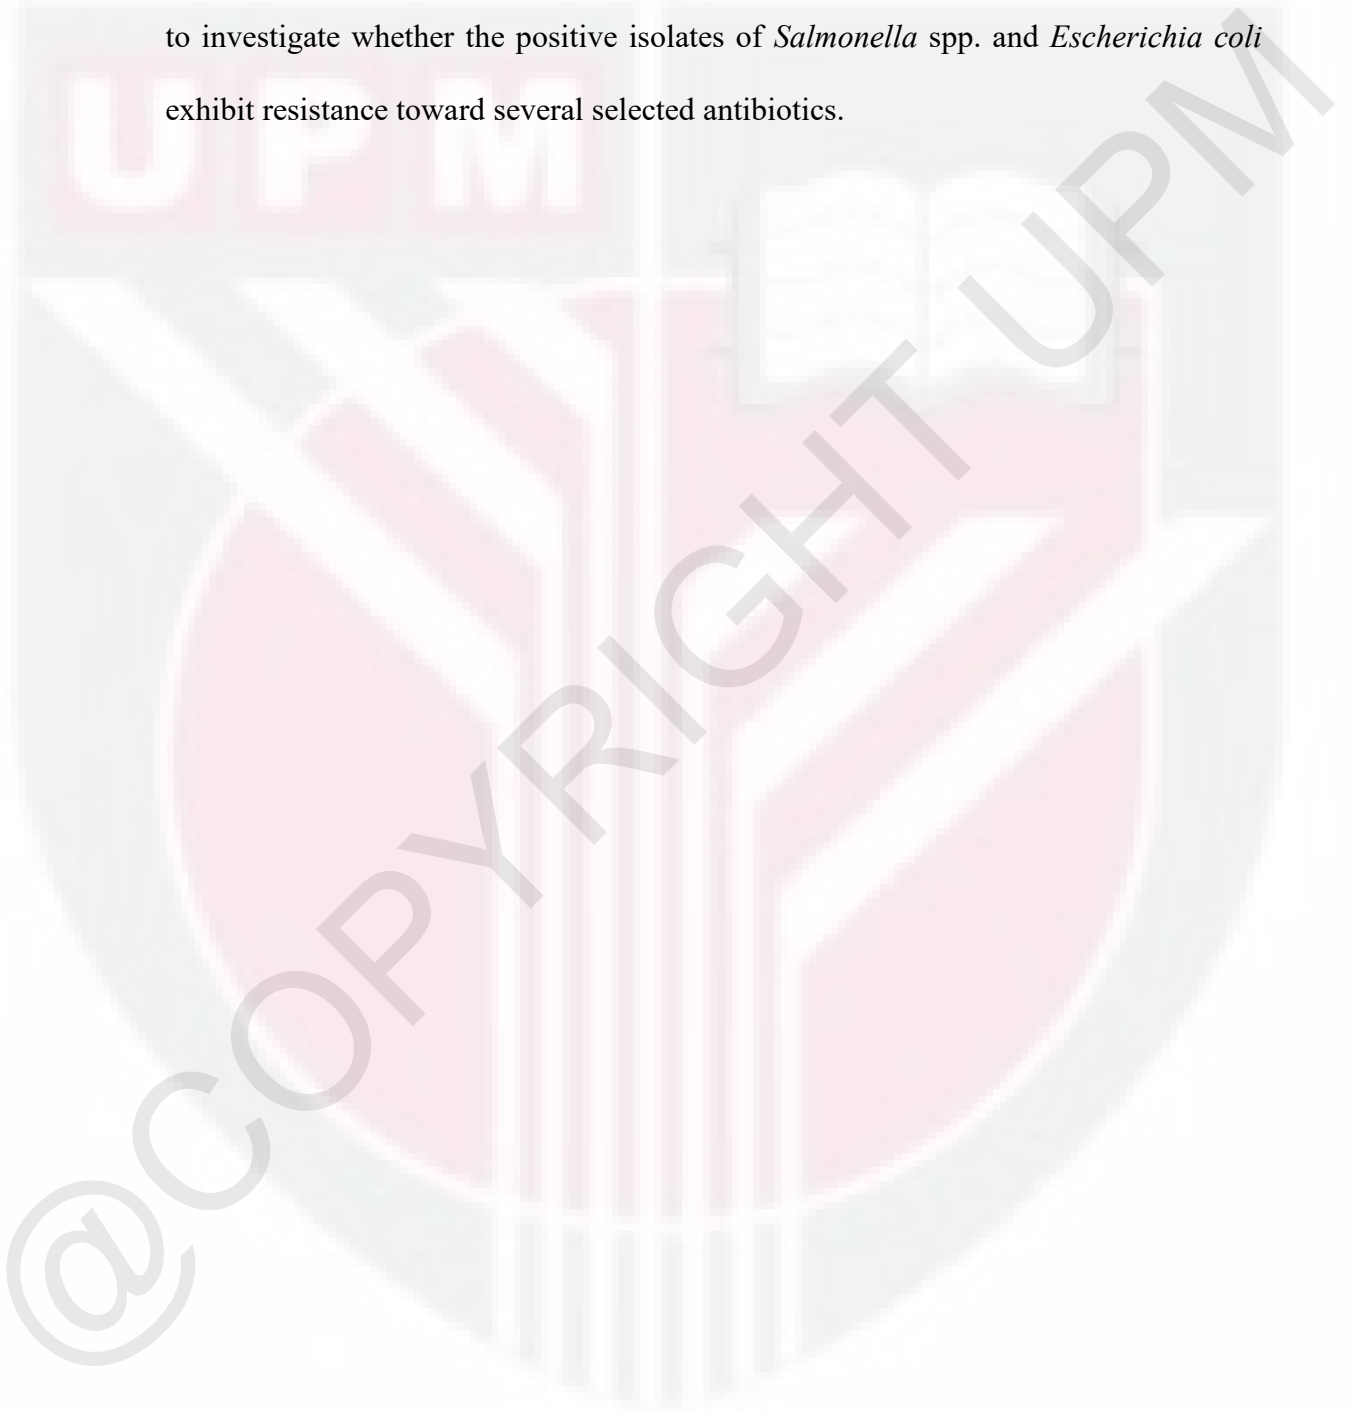 to investigate whether the positive isolates of Salmonella spp. and Escherichia coli
exhibit resistance toward several selected antibiotics.
UPM
@COPYRIGHT UPM